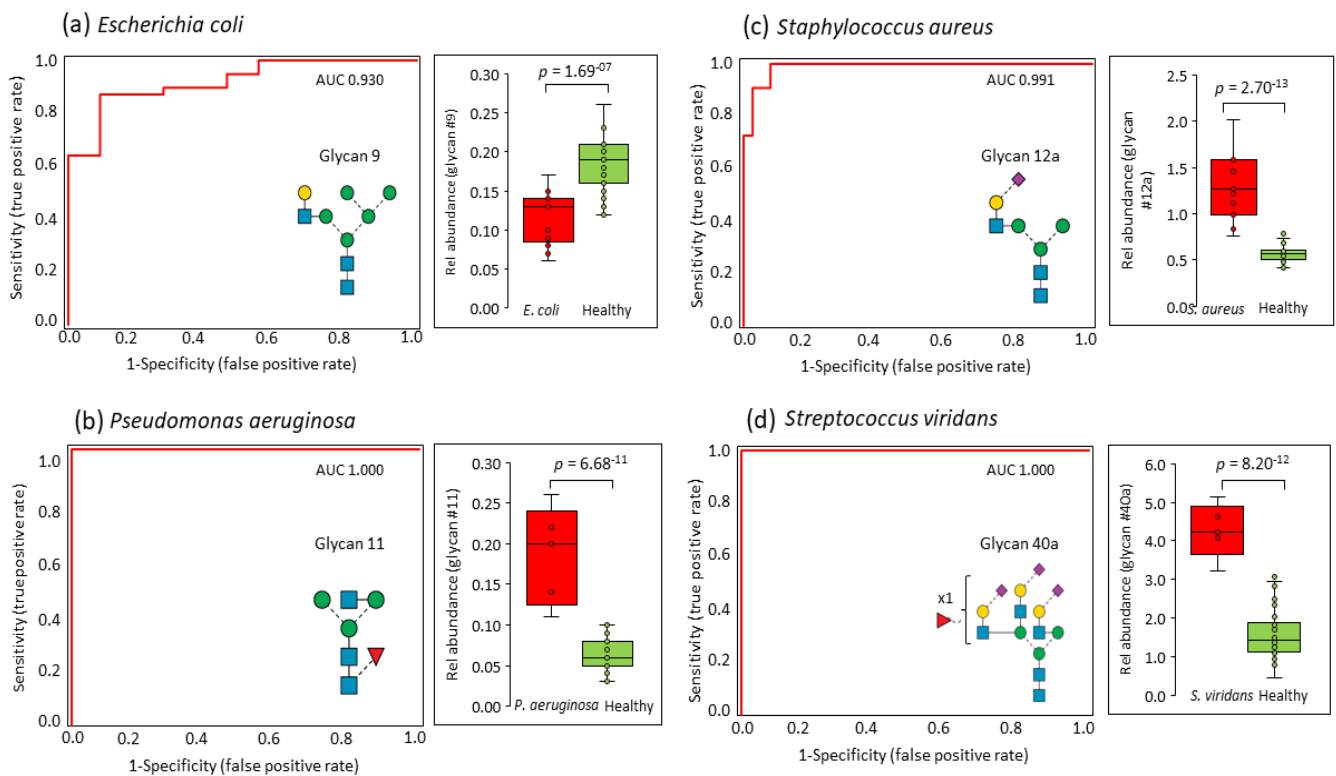 (a) Escherichia coli
Sensitivity (true positive rate)
1.0
0.8
0.6
0.4
0.2
0.0
AUC 0.930
Glycan 9
0.0 0.2 0.4 0.6 0.8 1.0
1-Specificity (false positive rate)
Rel abundance (glycan #9)
0.30
0.25
0.20
0.15
0.10
0.05
0.00
p = 1.69-07
E. coli Healthy
(c) Staphylococcus aureus
Sensitivity (true positive rate)
1.0
0.8
0.6
0.4
0.2
0.0
AUC 0.991
Glycan 12a
0.0 0.2 0.4 0.6 0.8 1.0
1-Specificity (false positive rate)
Rel abundance (glycan
#12a)
2.5
2.0
1.5
1.0
0.5
0.0
p = 2.70-13
S. aureus Healthy
(b) Pseudomonas aeruginosa
Sensitivity (true positive rate)
1.0
0.8
0.6
0.4
0.2
0.0
AUC 1.000
Glycan 11
0.0 0.2 0.4 0.6 0.8 1.0
1-Specificity (false positive rate)
Rel abundance (glycan #11)
0.30
0.25
0.20
0.15
0.10
0.05
0.00
p = 6.68-11
P. aeruginosa Healthy
(d) Streptococcus viridans
Sensitivity (true positive rate)
1.0
0.8
0.6
0.4
0.2
0.0
AUC 1.000
Glycan 40a
x1
0.0 0.2 0.4 0.6 0.8 1.0
1-Specificity (false positive rate)
Rel abundance (glycan #40a)
6.0
5.0
4.0
3.0
2.0
1.0
0.0
p = 8.20-12
S. viridans Healthy